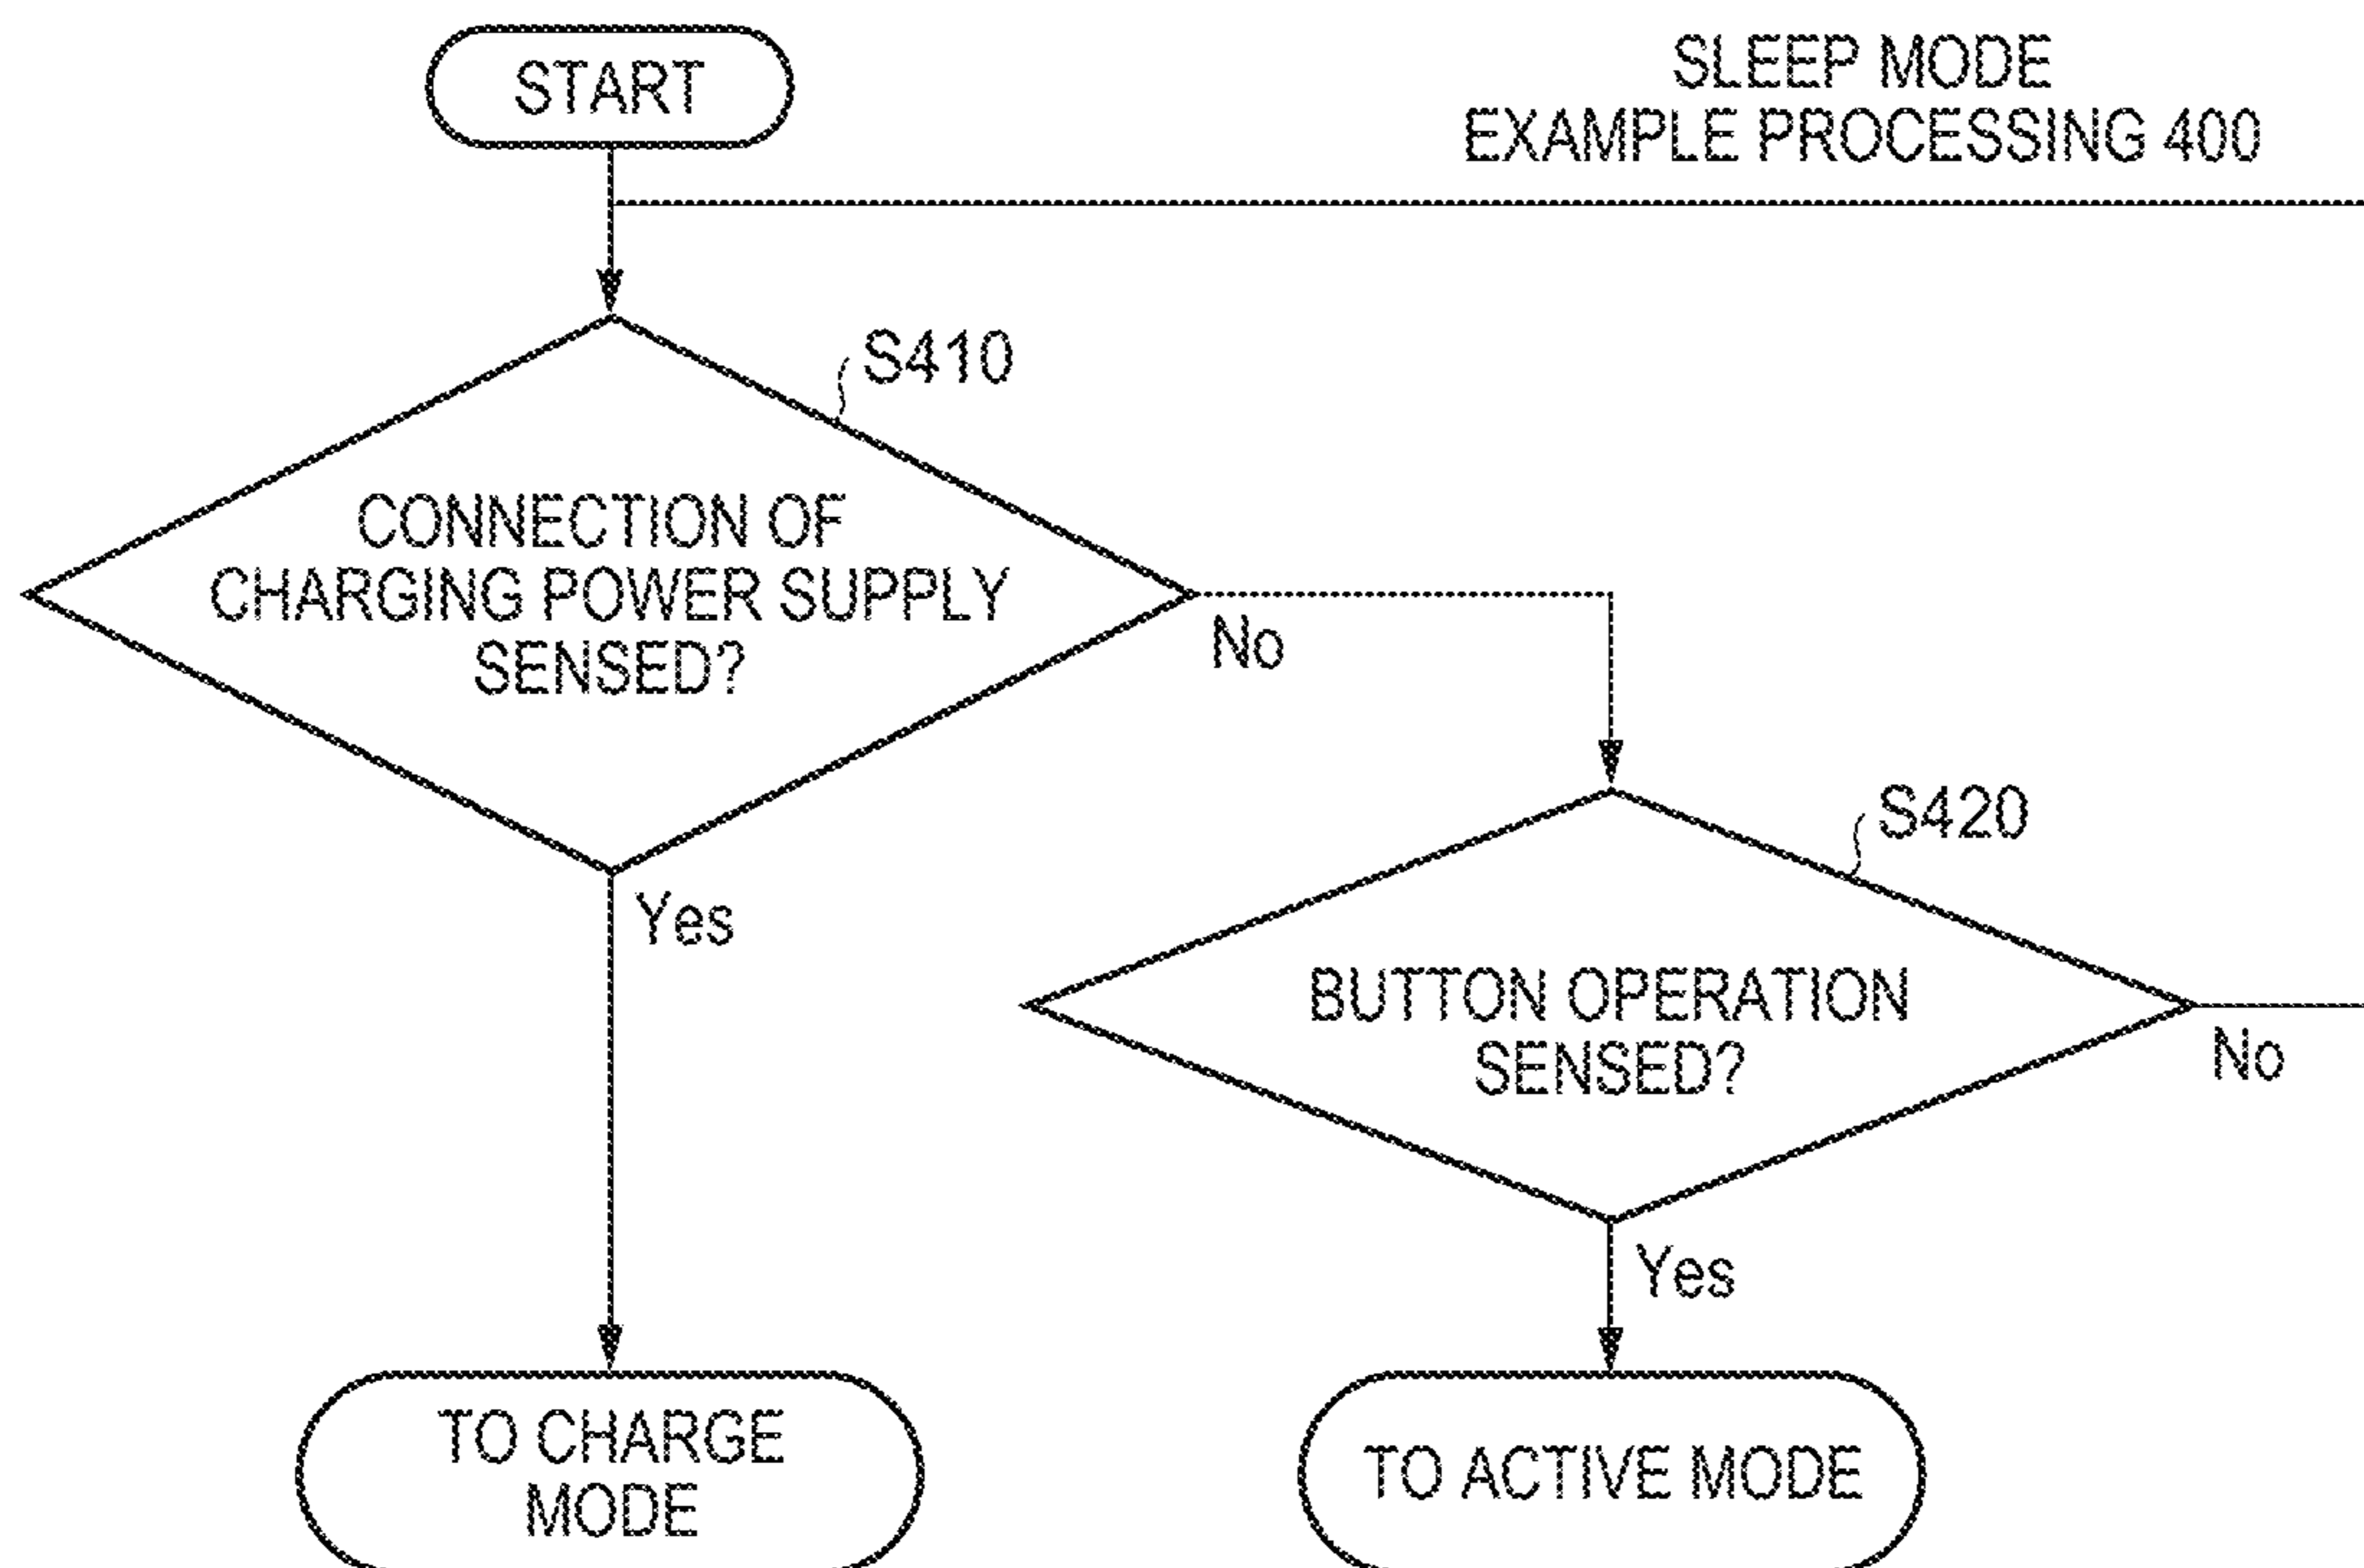 START
SLEEP MODE
EXAMPLE PROCESSING 400
S410
CONNECTION OF
CHARGING POWER SUPPLY
SENSED?
No
Yes
S420
BUTTON OPERATION
SENSED?
No
Yes
TO CHARGE
MODE
TO ACTIVE MODE